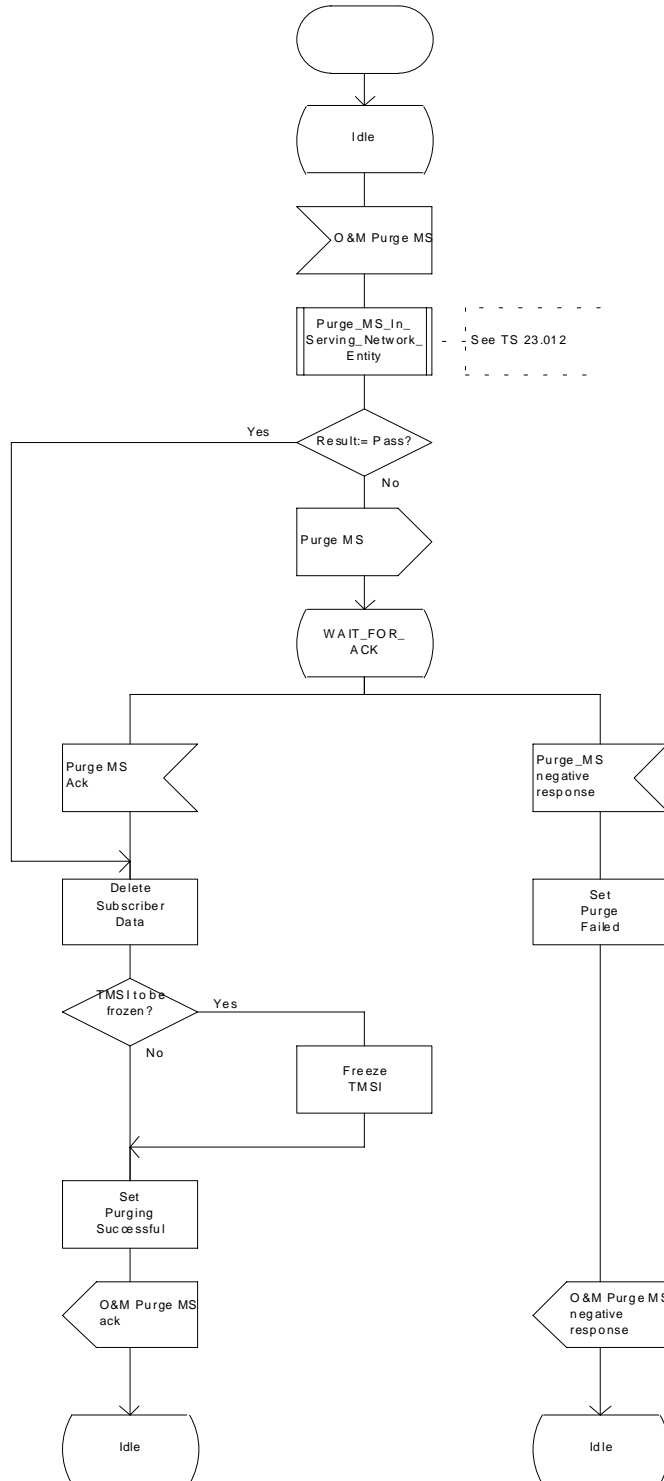 Idle
O&M Purge MS
Purge_MS_In_
Serving_Network_
Entity
See TS 23.012
Yes
Result:= Pass?
No
Purge MS
WAIT_FOR_
ACK
Purge MS
Ack
Purge_MS
negative
response
Delete
Subscriber
Data
Set
Purge
Failed
TMSI to be
frozen?
Yes
No
Freeze
TMSI
Set
Purging
Successful
O&M Purge MS
ack
O&M Purge MS
negative
response
Idle
Idle